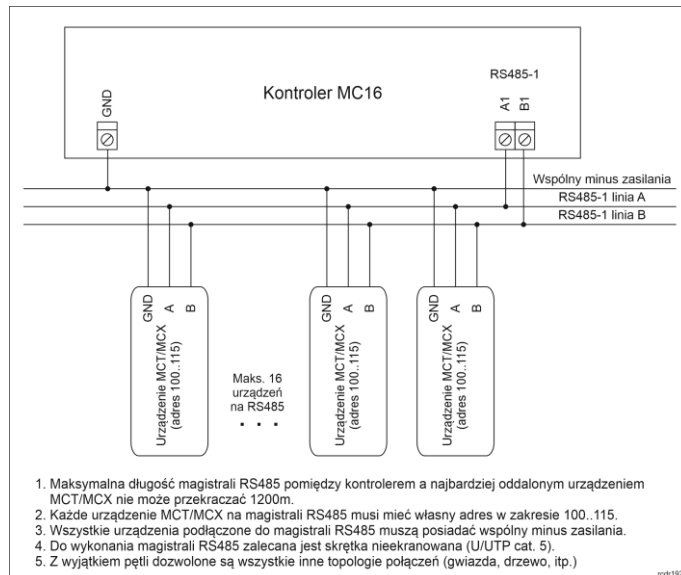 Kontroler MC16
RS485-1
GND
A1
B1
Wspólny minus zasilania
RS485-1 linia A
RS485-1 linia B
GND
A
B
Urządzenie MCT/MCX
(adres 100..115)
Maks. 16
urządzeń
na RS485
. . .
GND
A
B
Urządzenie MCT/MCX
(adres 100..115)
GND
A
B
Urządzenie MCT/MCX
(adres 100..115)
1. Maksymalna długość magistrali RS485 pomiędzy kontrolerem a najbardziej oddalonym urządzeniem
MCT/MCX nie może przekraczać 1200m.
2. Każde urządzenie MCT/MCX na magistrali RS485 musi mieć własny adres w zakresie 100..115.
3. Wszystkie urządzenia podłączone do magistrali RS485 muszą posiadać wspólny minus zasilania.
4. Do wykonania magistrali RS485 zalecana jest skrętka nieekranowana (U/UTP cat. 5).
5. Z wyjątkiem pętli dozwolone są wszystkie inne topologie połączeń (gwiazda, drzewo, itp.)